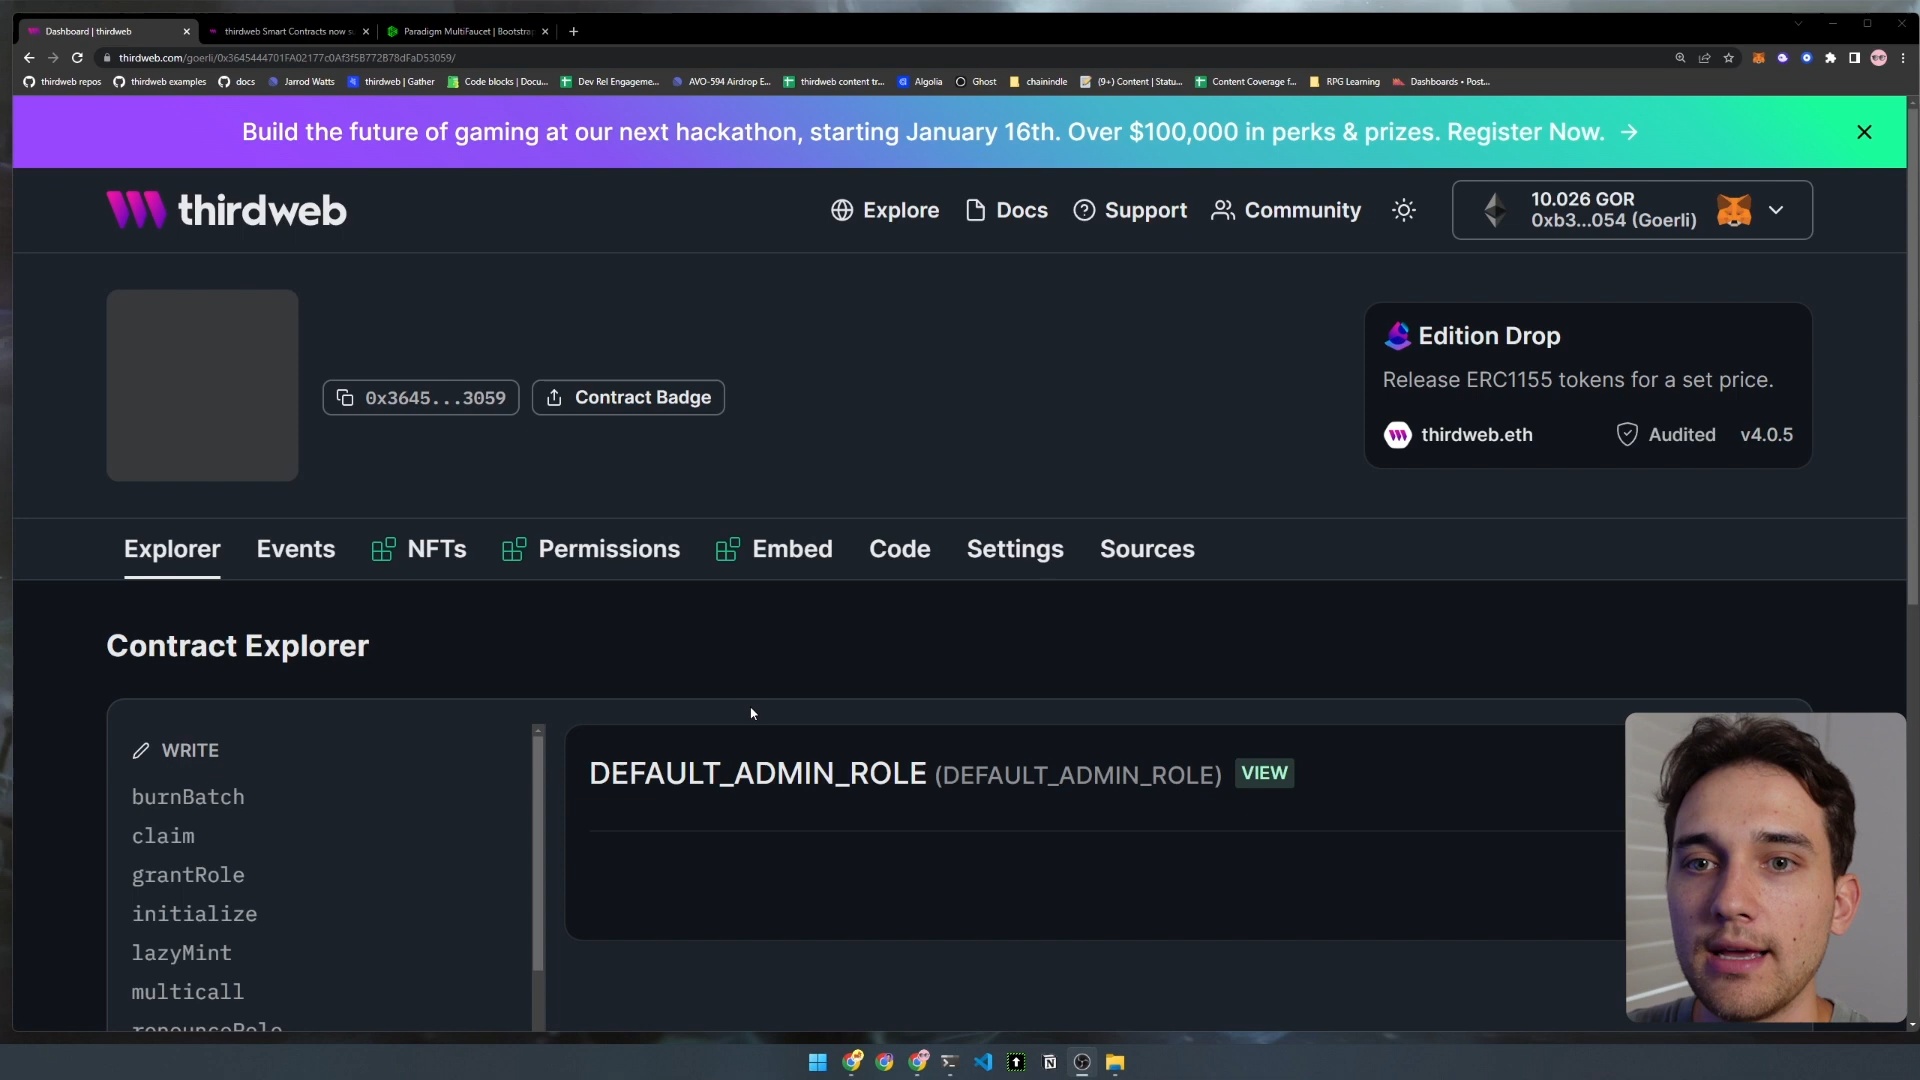 Dashboard | thirdweb
thirdweb Smart Contracts now s
Paradigm MultiFaucet | Bootstra
thirdweb.com/goerli/0x3645444701FA02177c0Af3f5B772B78dFaD53059/
thirdweb repos
thirdweb examples
docs
Jarrod Watts
thirdweb | Gather
Code blocks | Docu...
Dev Rel Engageme...
AVO-594 Airdrop E...
thirdweb content tr...
Algolia
Ghost
chainindle
(9+) Content | Statu...
Content Coverage f...
RPG Learning
Dashboards • Post...
Build the future of gaming at our next hackathon, starting January 16th. Over $100,000 in perks & prizes. Register Now.
thirdweb
Explore
Docs
Support
Community
10.026 GOR
0xb3...054 (Goerli)
0x3645...3059
Contract Badge
Edition Drop
Release ERC1155 tokens for a set price.
thirdweb.eth
Audited
v4.0.5
Explorer
Events
NFTs
Permissions
Embed
Code
Settings
Sources
Contract Explorer
WRITE
burnBatch
claim
grantRole
initialize
lazyMint
multicall
renounceRole
DEFAULT_ADMIN_ROLE (DEFAULT_ADMIN_ROLE) VIEW